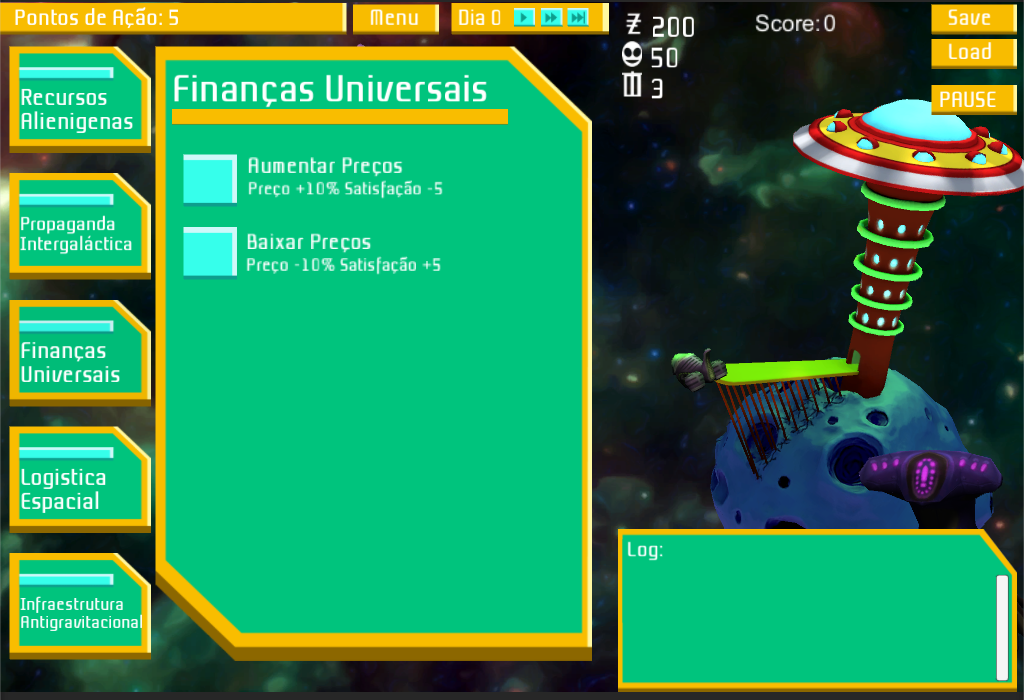 Pontos de Ação: 5
Menu
Dia 0
200
50
3
Score: 0
Save
Load
PAUSE
Recursos
Alienigenas
Propaganda
Intergaláctica
Finanças
Universais
Logistica
Espacial
Infraestrutura
Antigravitacional
Finanças Universais
Aumentar Preços
Preço +10% Satisfação -5
Baixar Preços
Preço -10% Satisfação +5
Log: